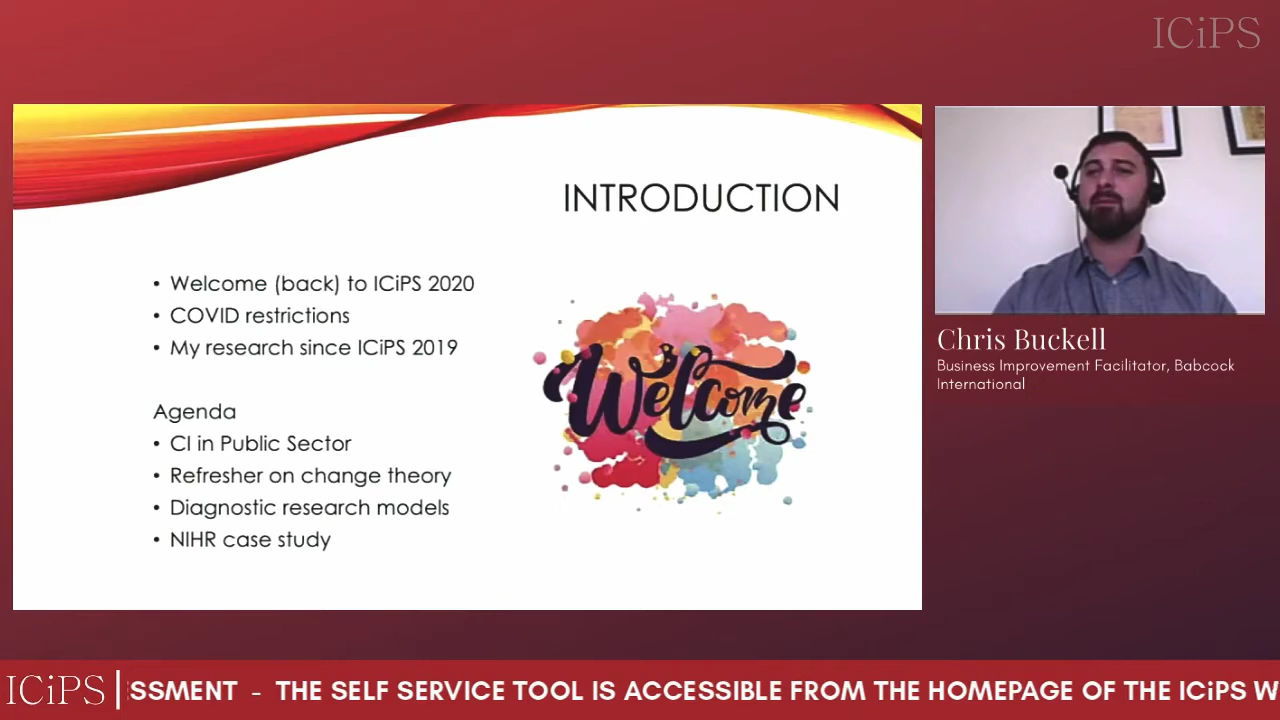 ICiPS
INTRODUCTION
• Welcome (back) to ICiPS 2020
• COVID restrictions
• My research since ICiPS 2019
Agenda
• CI in Public Sector
• Refresher on change theory
• Diagnostic research models
• NIHR case study
Welcome
Chris Buckell
Business Improvement Facilitator, Babcock
International
ICiPS SSMENT - THE SELF SERVICE TOOL IS ACCESSIBLE FROM THE HOMEPAGE OF THE ICiPS W